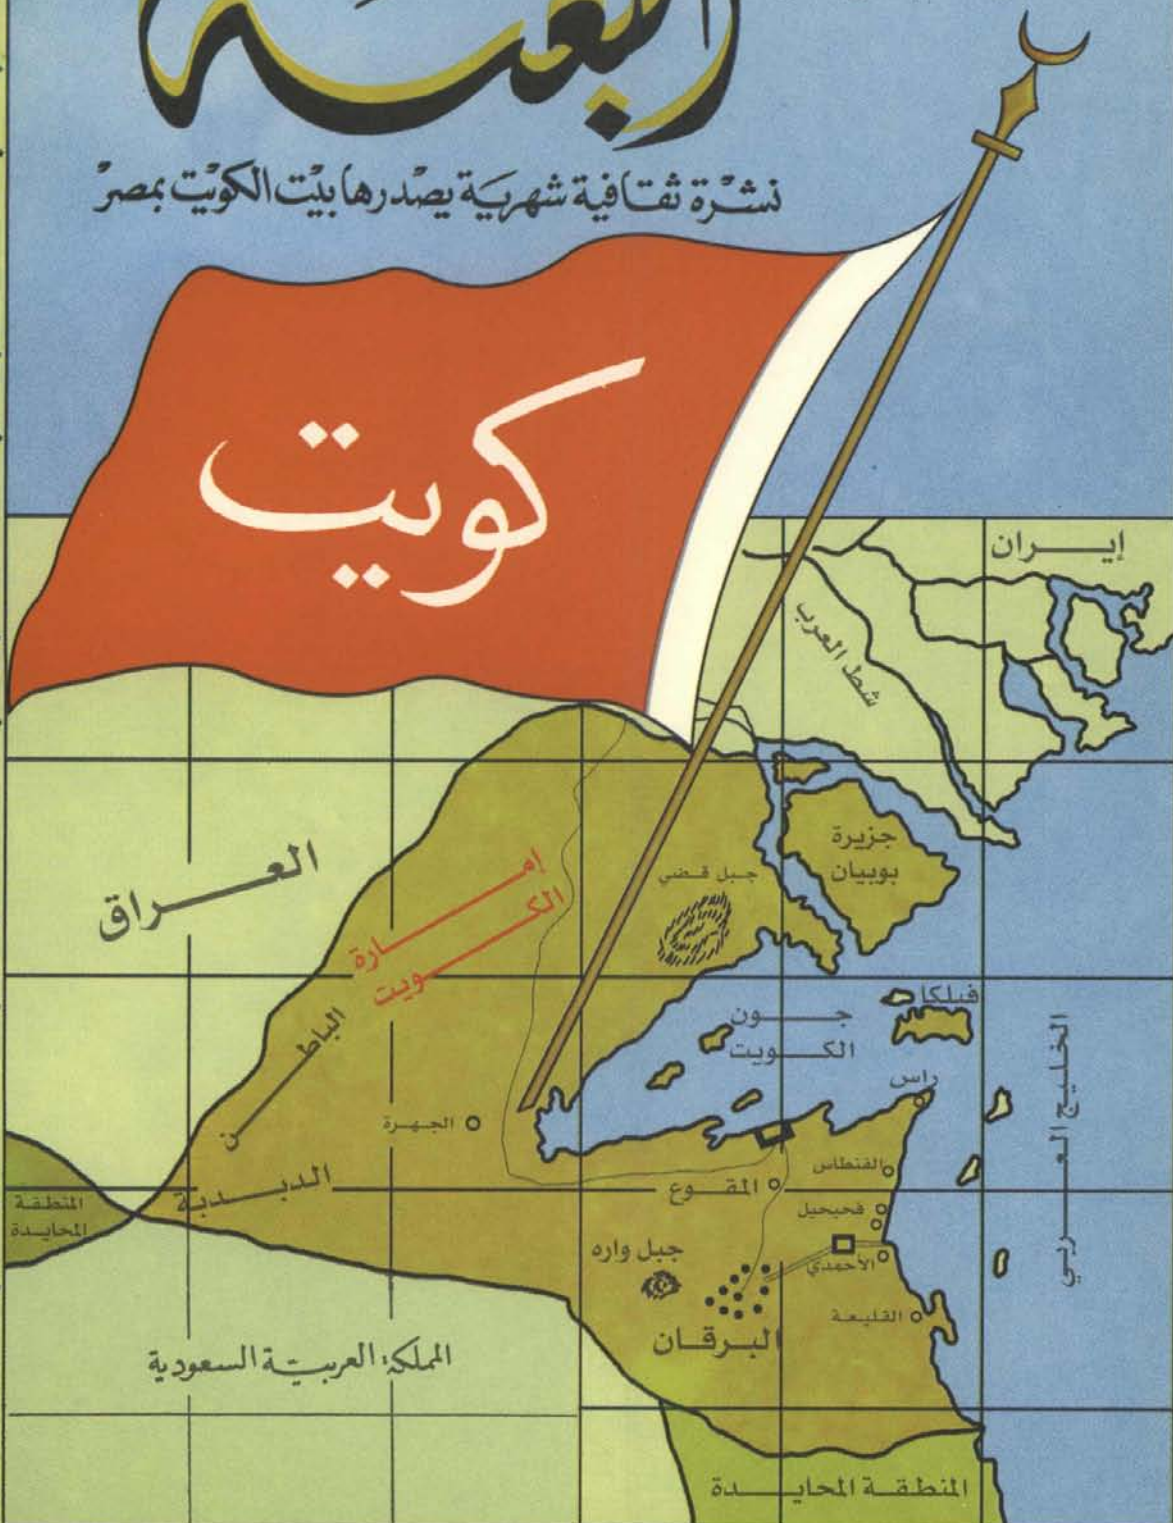 البعثة
نشرة ثقافية شهرية يصدرها بيت الكويت بمصر
كويت
إيران
شط العرب
جزيرة
بوبيان
جبل قضي
العراق
إمارة
الكويت
فيلكا
جون
الكويت
الخليج العربي
الباطن
راس
الجهرة
الفنطاس
المقوع
الدبدبة
المنطقة
المحايدة
فحيحيل
جبل واره
الأحمدي
القليعة
البرقان
المملكة العربية السعودية
المنطقة المحايدة